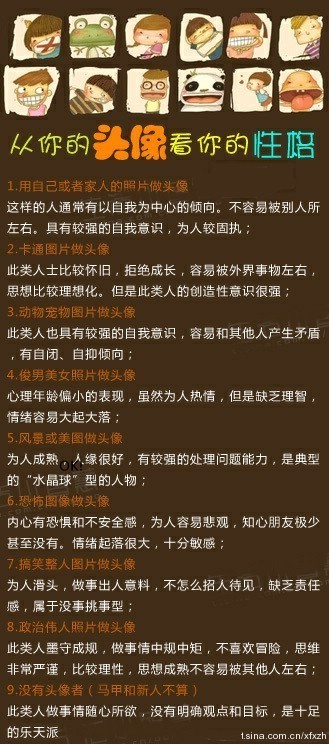 从你的头像看你的性格
1.用自己或者家人的照片做头像
这样的人通常有以自我为中心的倾向。不容易被别人所
左右。具有较强的自我意识，为人较固执；
2.卡通图片做头像
此类人士比较怀旧，拒绝成长，容易被外界事物左右，
思想比较理想化。但是此类人的创造性意识很强；
3.动物宠物图片做头像
此类人也具有较强的自我意识，容易和其他人产生矛盾
，有自闭、自抑倾向；
4.俊男美女照片做头像
心理年龄偏小的表现，虽然为人热情，但是缺乏理智，
情绪容易大起大落；
5.风景或美图做头像
为人成熟，人缘很好，有较强的处理问题能力，是典型
OK!
的“水晶球”型的人物；
6.恐怖图像做头像
内心有恐惧和不安全感，为人容易悲观，知心朋友极少
甚至没有。情绪起落很大，十分敏感；
7.搞笑整人图片做头像
为人滑头，做事出人意料，不怎么招人待见，缺乏责任
感，属于没事挑事型；
8.政治伟人照片做头像
此类人墨守成规，做事情中规中矩，不喜欢冒险，思维
非常严谨，比较理性，思想成熟不容易被其他人左右；
9.没有头像者（马甲和新人不算）
此类人做事情随心所欲，没有明确观点和目标，是十足
的乐天派
t.sina.com.cn/xfxzh